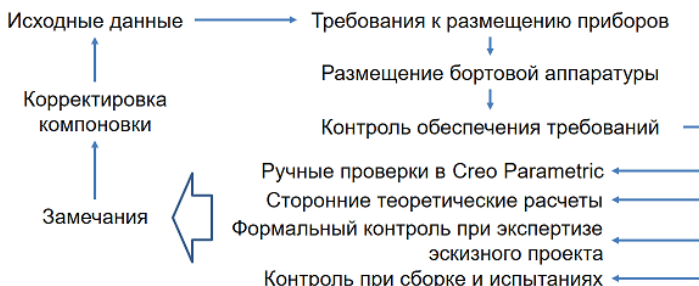 Исходные данные
Требования к размещению приборов
Размещение бортовой аппаратуры
Корректировка
компоновки
Контроль обеспечения требований
Ручные проверки в Creo Parametric
Сторонние теоретические расчеты
Замечания
Формальный контроль при экспертизе
эскизного проекта
Контроль при сборке и испытаниях